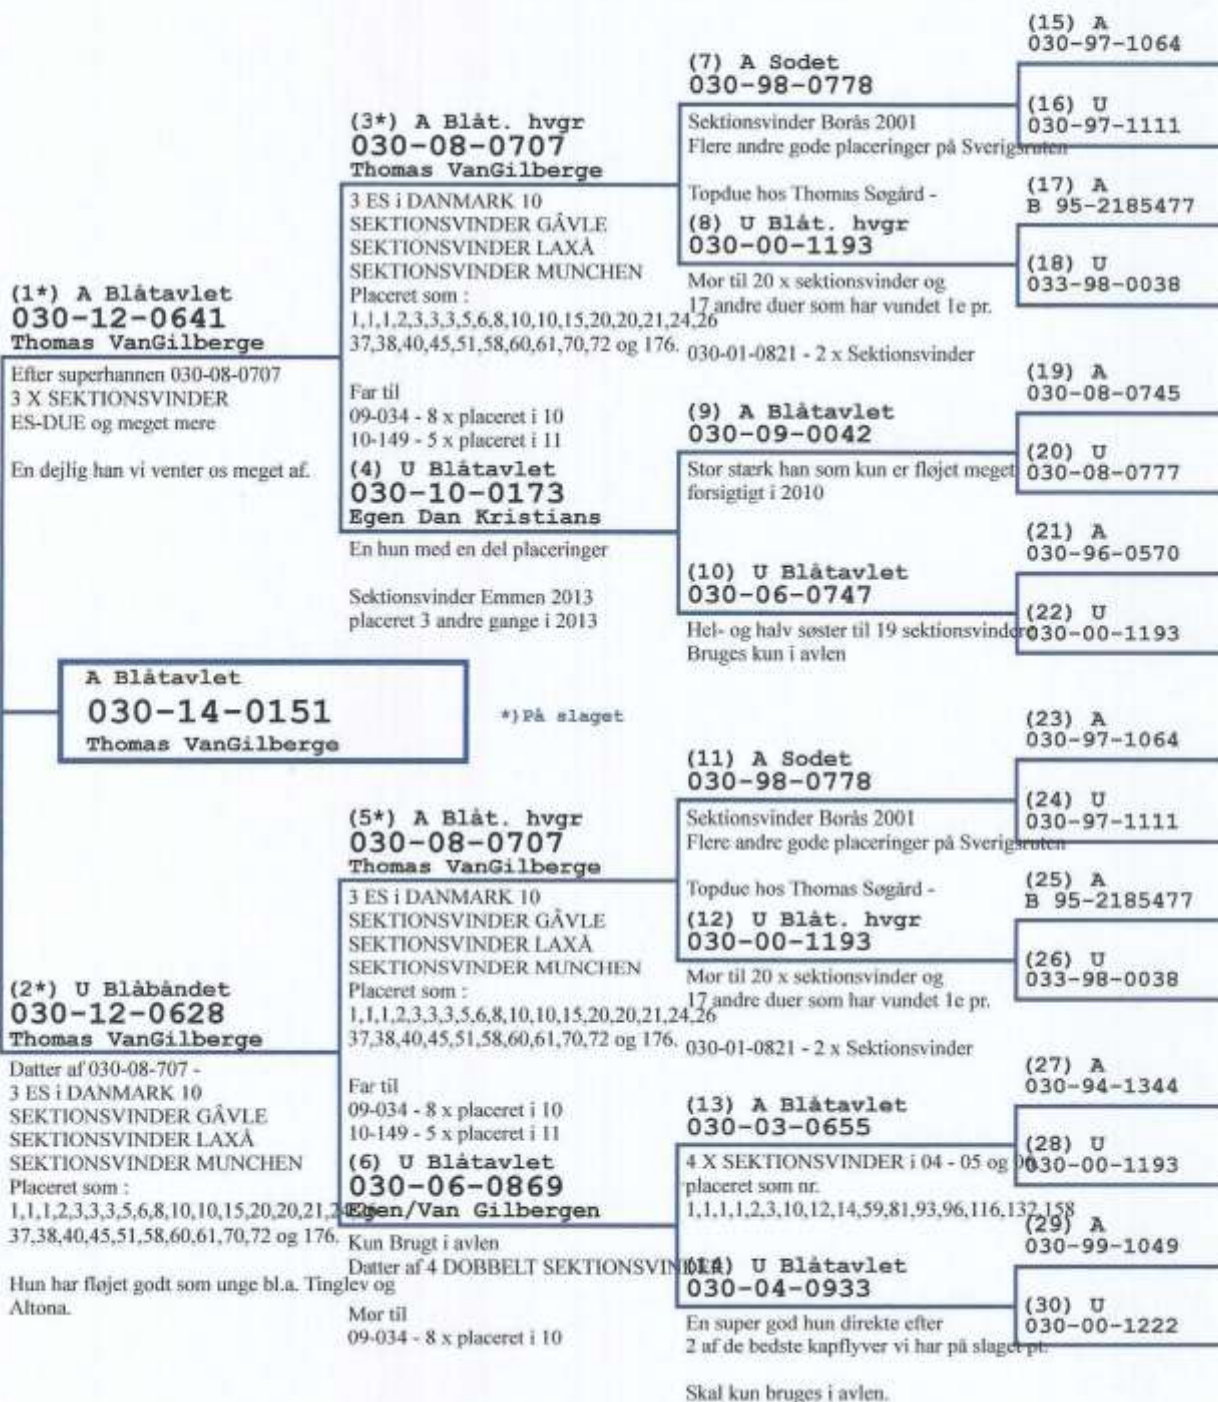 (1*) A Blåtavlet
030-12-0641
Thomas VanGilberge
Efter superhannen 030-08-0707
3 X SEKTIONSVINDER
ES-DUE og meget mere
En dejlig han vi venter os meget af.
A Blåtavlet
030-14-0151
Thomas VanGilberge
*)På slaget
(2*) U Blåbåndet
030-12-0628
Thomas VanGilberge
Datter af 030-08-707 -
3 ES i DANMARK 10
SEKTIONSVINDER GÅVLE
SEKTIONSVINDER LAXÅ
SEKTIONSVINDER MUNCHEN
Placeret som :
1,1,1,2,3,3,3,5,6,8,10,10,15,20,20,21,24,26
37,38,40,45,51,58,60,61,70,72 og 176.
Hun har fløjet godt som unge bl.a. Tinglev og
Altona.
(3*) A Blåt. hvgr
030-08-0707
Thomas VanGilberge
3 ES i DANMARK 10
SEKTIONSVINDER GÅVLE
SEKTIONSVINDER LAXÅ
SEKTIONSVINDER MUNCHEN
Placeret som :
1,1,1,2,3,3,3,5,6,8,10,10,15,20,20,21,24,26
37,38,40,45,51,58,60,61,70,72 og 176.
Far til
09-034 - 8 x placeret i 10
10-149 - 5 x placeret i 11
(4) U Blåtavlet
030-10-0173
Egen Dan Kristians
En hun med en del placeringer
Sektionsvinder Emmen 2013
placeret 3 andre gange i 2013
(5*) A Blåt. hvgr
030-08-0707
Thomas VanGilberge
3 ES i DANMARK 10
SEKTIONSVINDER GÅVLE
SEKTIONSVINDER LAXÅ
SEKTIONSVINDER MUNCHEN
Placeret som :
1,1,1,2,3,3,3,5,6,8,10,10,15,20,20,21,24,26
37,38,40,45,51,58,60,61,70,72 og 176.
Far til
09-034 - 8 x placeret i 10
10-149 - 5 x placeret i 11
(6) U Blåtavlet
030-06-0869
Egen/Van Gilbergen
Kun Brugt i avlen
Datter af 4 DOBBELT SEKTIONSVINDER
Mor til
09-034 - 8 x placeret i 10
(7) A Sodet
030-98-0778
Sektionsvinder Borås 2001
Flere andre gode placeringer på Sverigsruten
Topdue hos Thomas Søgård -
(8) U Blåt. hvgr
030-00-1193
Mor til 20 x sektionsvinder og
17 andre duer som har vundet 1e pr.
030-01-0821 - 2 x Sektionsvinder
(9) A Blåtavlet
030-09-0042
Stor stærk han som kun er fløjet meget
forsigtigt i 2010
(10) U Blåtavlet
030-06-0747
Hel- og halv søster til 19 sektionsvindere
Bruges kun i avlen
(11) A Sodet
030-98-0778
Sektionsvinder Borås 2001
Flere andre gode placeringer på Sverigsruten
Topdue hos Thomas Søgård -
(12) U Blåt. hvgr
030-00-1193
Mor til 20 x sektionsvinder og
17 andre duer som har vundet 1e pr.
030-01-0821 - 2 x Sektionsvinder
(13) A Blåtavlet
030-03-0655
4 X SEKTIONSVINDER i 04 - 05 og 06
placeret som nr.
1,1,1,1,2,3,10,12,14,59,81,93,96,116,132,158
(14) U Blåtavlet
030-04-0933
En super god hun direkte efter
2 af de bedste kapflyver vi har på slaget pt.
Skal kun bruges i avlen.
(15) A
030-97-1064
(16) U
030-97-1111
(17) A
B 95-2185477
(18) U
033-98-0038
(19) A
030-08-0745
(20) U
030-08-0777
(21) A
030-96-0570
(22) U
030-00-1193
(23) A
030-97-1064
(24) U
030-97-1111
(25) A
B 95-2185477
(26) U
033-98-0038
(27) A
030-94-1344
(28) U
030-00-1193
(29) A
030-99-1049
(30) U
030-00-1222